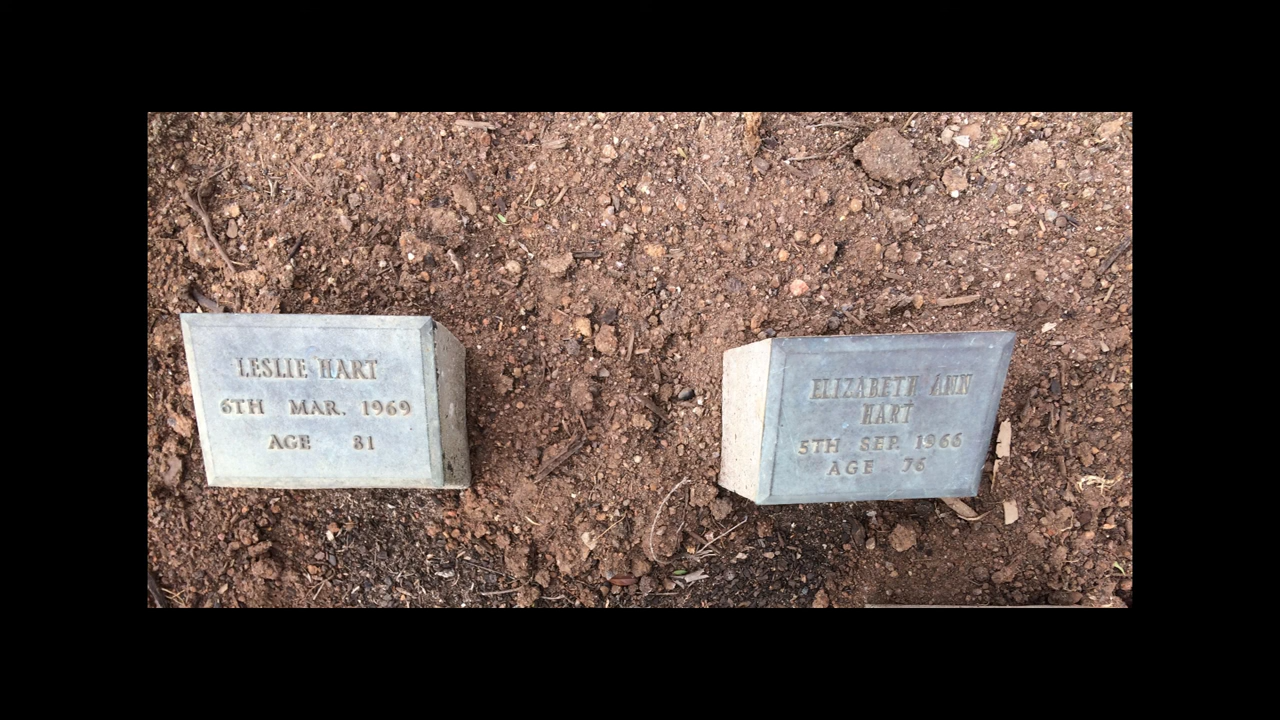 LESLIE HART
6TH MAR. 1969
AGE 81
ELIZABETH ANN
HART
5TH SEP. 1966
AGE 76